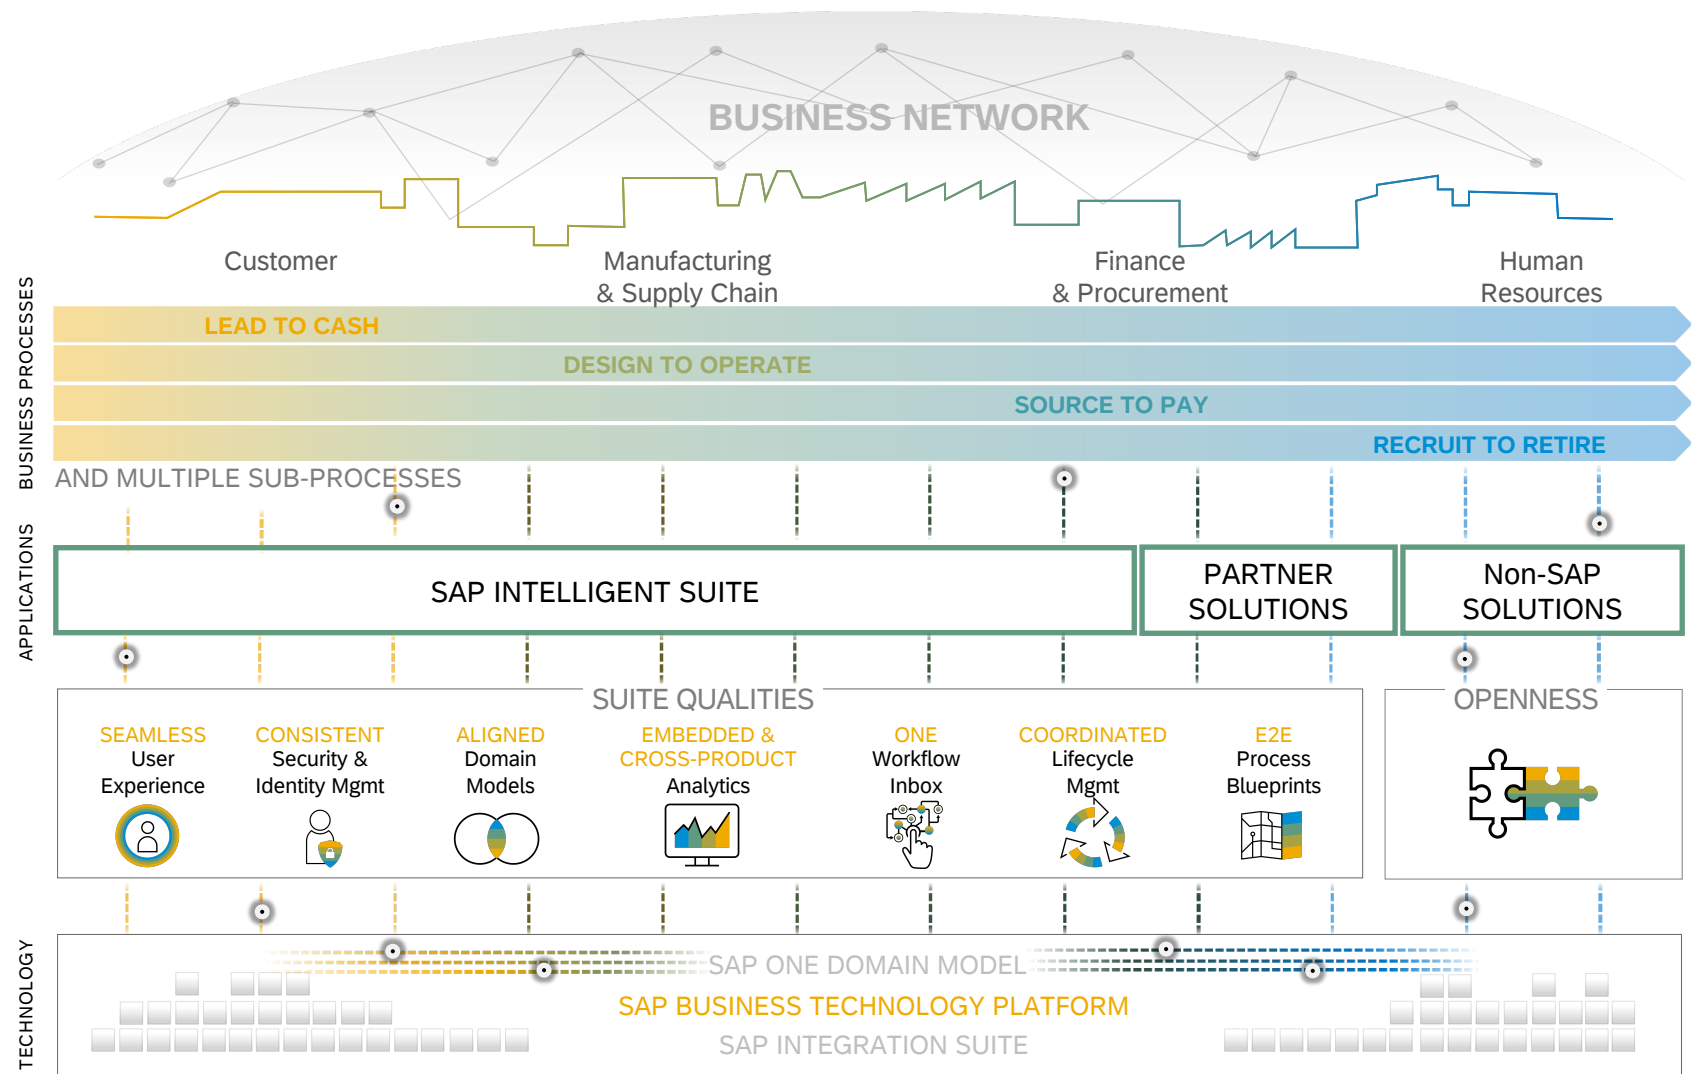 BUSINESS NETWORK
Customer
Manufacturing
& Supply Chain
Finance
& Procurement
Human
Resources
BUSINESS PROCESSES
LEAD TO CASH
DESIGN TO OPERATE
SOURCE TO PAY
RECRUIT TO RETIRE
AND MULTIPLE SUB-PROCESSES
APPLICATIONS
SAP INTELLIGENT SUITE
PARTNER
SOLUTIONS
Non-SAP
SOLUTIONS
SUITE QUALITIES
SEAMLESS
User
Experience
CONSISTENT
Security &
Identity Mgmt
ALIGNED
Domain
Models
EMBEDDED &
CROSS-PRODUCT
Analytics
ONE
Workflow
Inbox
COORDINATED
Lifecycle
Mgmt
E2E
Process
Blueprints
OPENNESS
TECHNOLOGY
SAP ONE DOMAIN MODEL
SAP BUSINESS TECHNOLOGY PLATFORM
SAP INTEGRATION SUITE